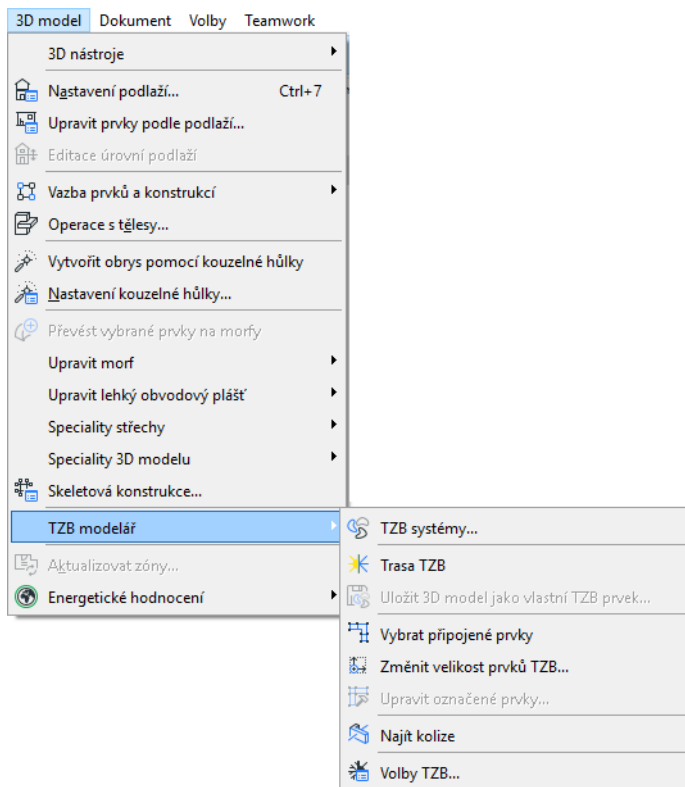 3D model Dokument Volby Teamwork
3D nástroje
Nastavení podlaží... Ctrl+7
Upravit prvky podle podlaží...
Editace úrovní podlaží
Vazba prvků a konstrukcí
Operace s tělesy...
Vytvořit obrys pomocí kouzelné hůlky
Nastavení kouzelné hůlky...
Převést vybrané prvky na morfy
Upravit morf
Upravit lehký obvodový plášť
Speciality střechy
Speciality 3D modelu
Skeletová konstrukce...
TZB modelář
Aktualizovat zóny...
Energetické hodnocení
TZB systémy...
Trasa TZB
Uložit 3D model jako vlastní TZB prvek...
Vybrat připojené prvky
Změnit velikost prvků TZB...
Upravit označené prvky...
Najít kolize
Volby TZB...